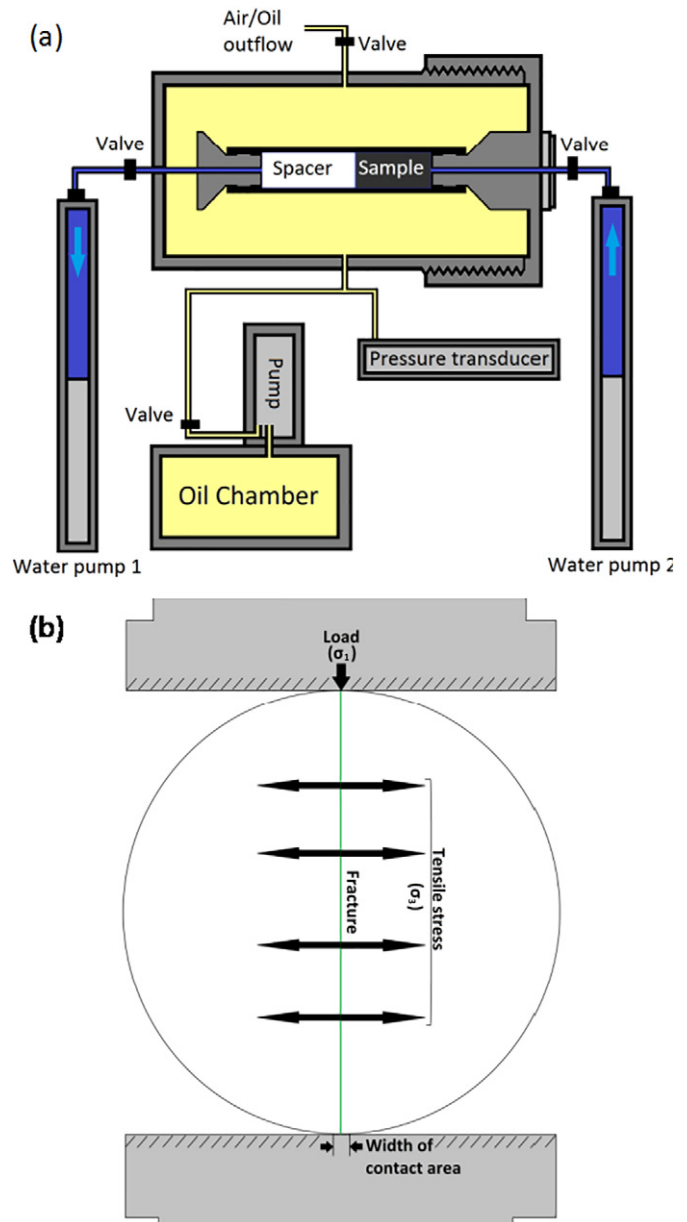 (a)
Air/Oil
outflow
Valve
Valve
Valve
Spacer
Sample
Pressure transducer
Pump
Valve
Oil Chamber
Water pump 1
Water pump 2
(b)
Load
(σ₁)
Tensile stress
(σ₃)
Fracture
Width of
contact area